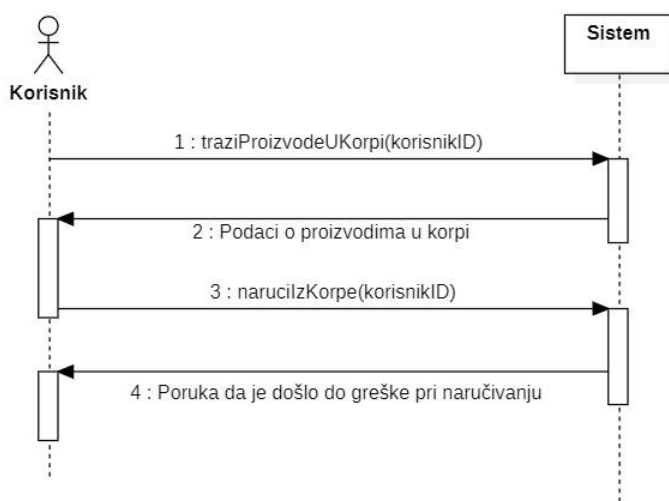 Korisnik
Sistem
1 : traziProizvodeUKorpi(korisnikID)
2 : Podaci o proizvodima u korpi
3 : naruciIzKorpe(korisnikID)
4 : Poruka da je došlo do greške pri naručivanju